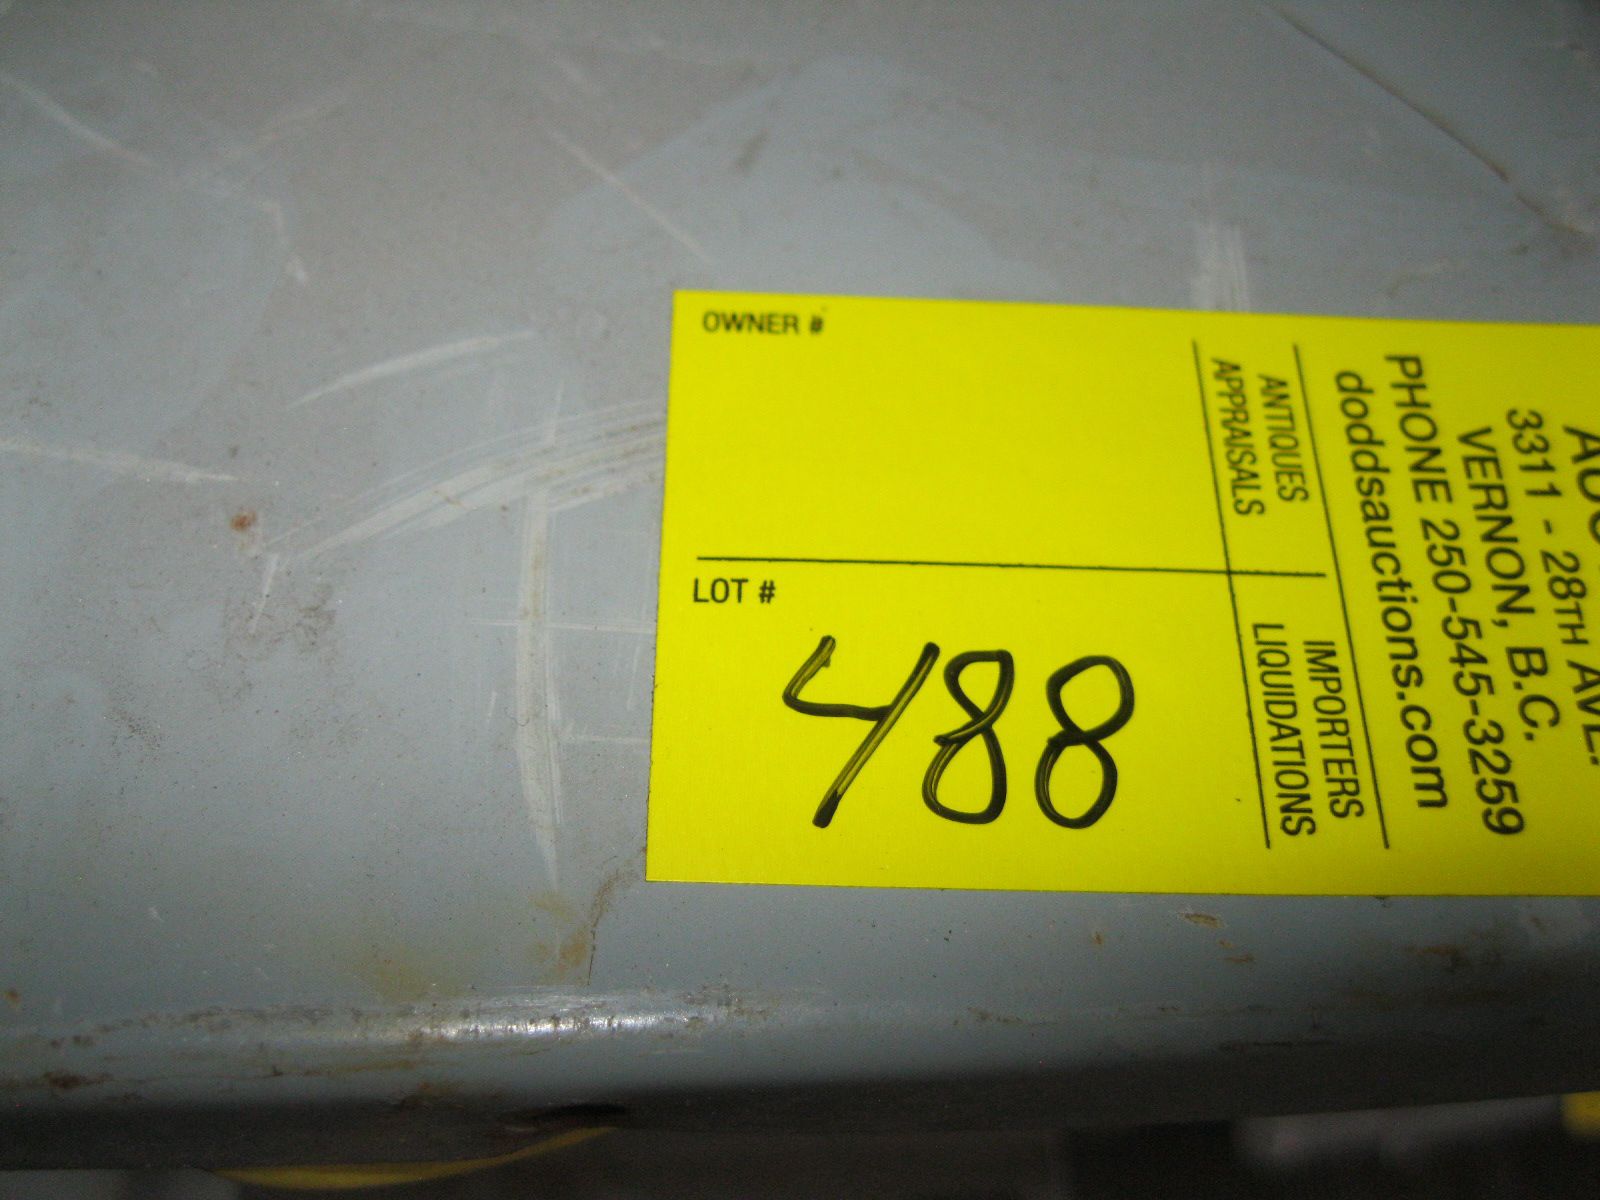 OWNER #
LOT #
488
ANTIQUES
APPRAISALS
IMPORTERS
LIQUIDATIONS
3311 - 28TH AVE.
VERNON, B.C.
PHONE 250-545-3259
doddsauctions.com